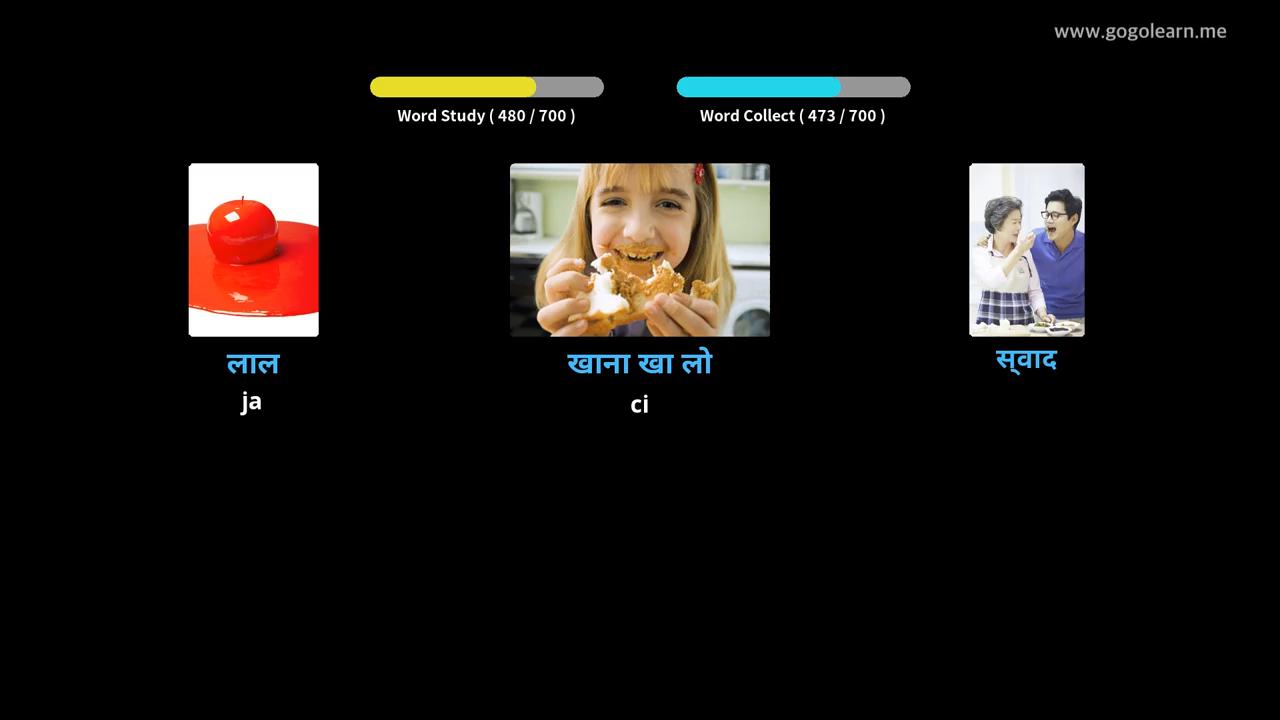 www.gogolearn.me
Word Study ( 480 / 700 )
Word Collect ( 473 / 700 )
लाल
ja
खाना खा लो
ci
स्वाद